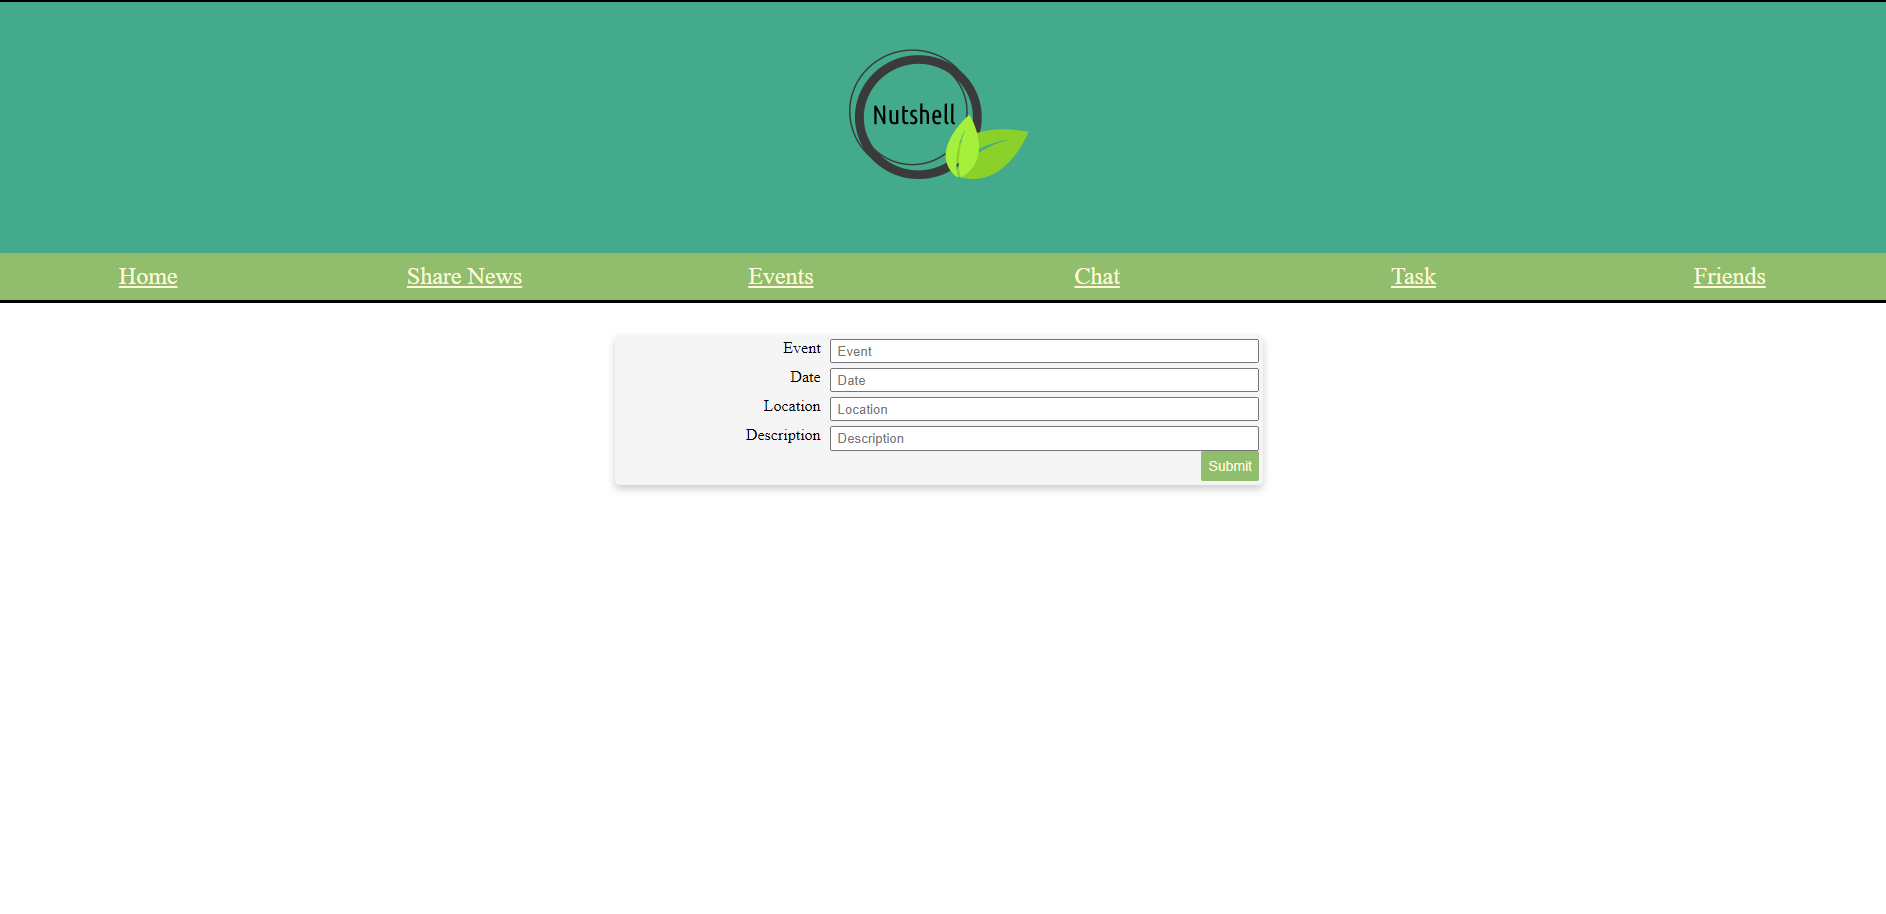 Nutshell
Home Share News Events Chat Task Friends
Event Event
Date Date
Location Location
Description Description
Submit